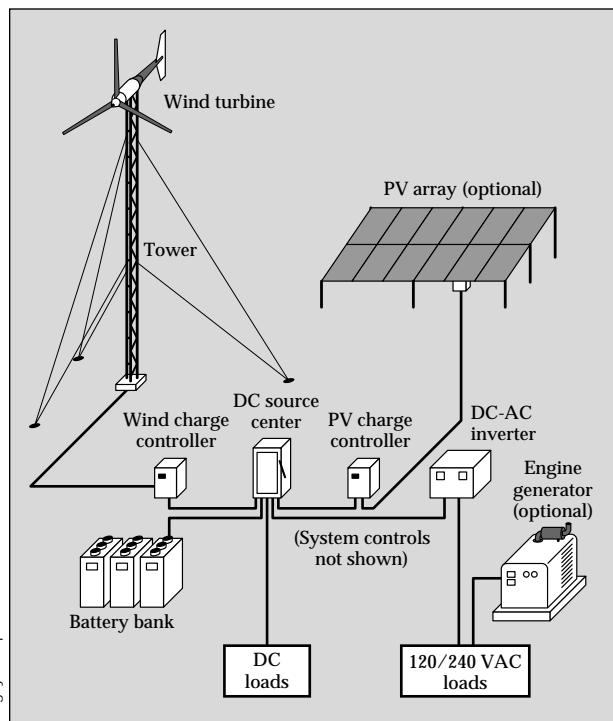 Wind turbine
PV array (optional)
Tower
Wind charge
controller
DC source
center
PV charge
controller
DC-AC
inverter
Engine
generator
(optional)
(System controls
not shown)
Battery bank
DC
loads
120/240 VAC
loads